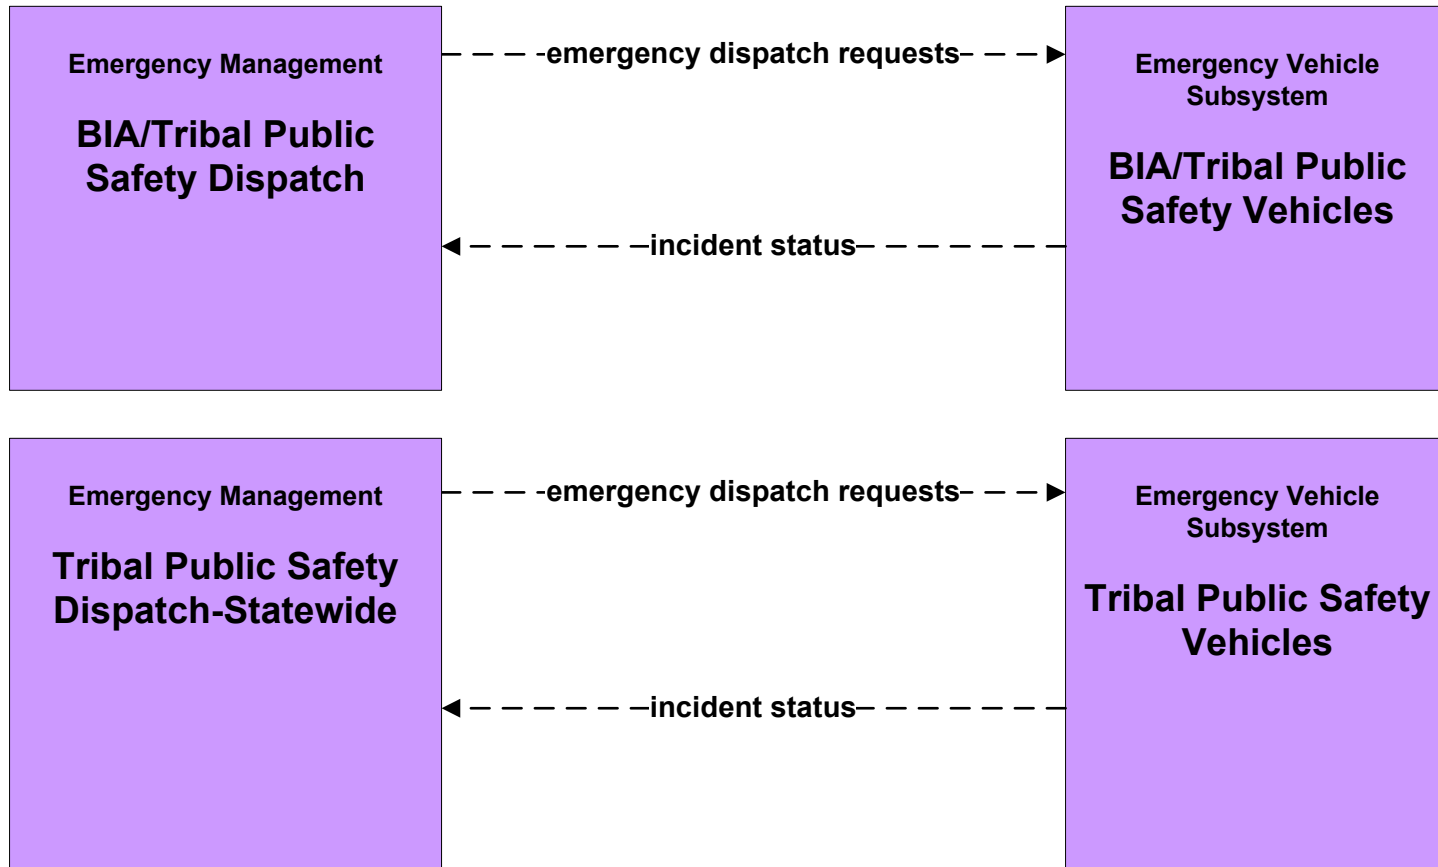 Emergency Management
BIA/Tribal Public
Safety Dispatch
emergency dispatch requests
incident status
Emergency Vehicle
Subsystem
BIA/Tribal Public
Safety Vehicles
Emergency Management
Tribal Public Safety
Dispatch-Statewide
emergency dispatch requests
incident status
Emergency Vehicle
Subsystem
Tribal Public Safety
Vehicles